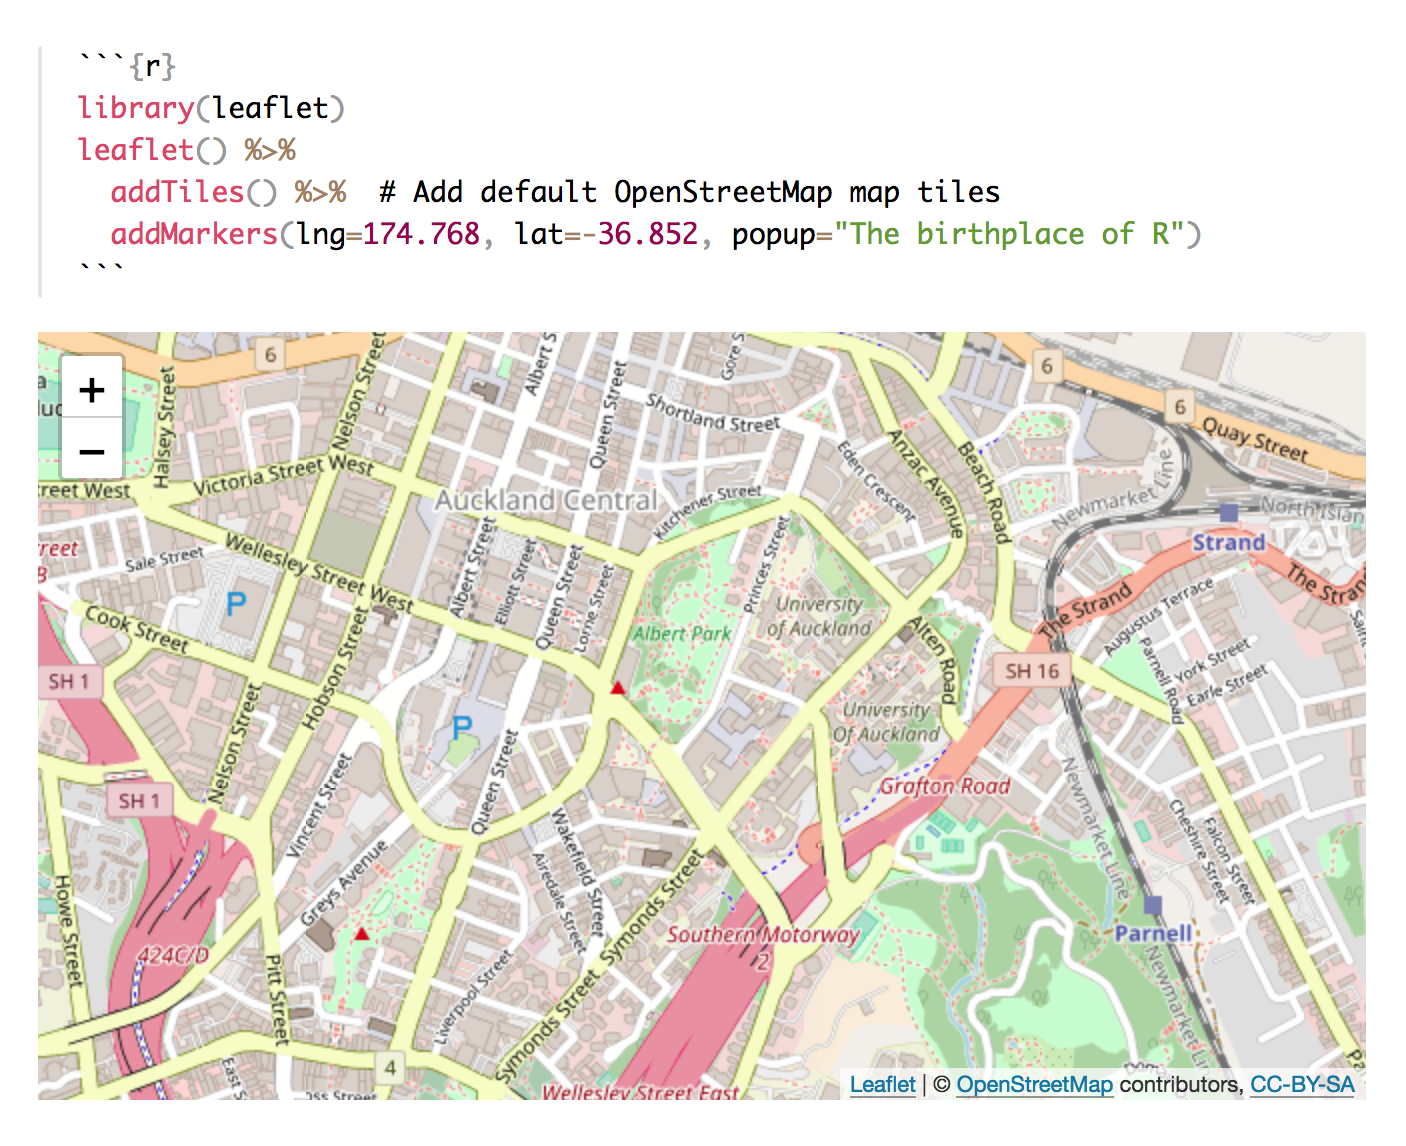 ```{r}
library(leaflet)
leaflet() %>%
  addTiles() %>%  # Add default OpenStreetMap map tiles
  addMarkers(lng=174.768, lat=-36.852, popup="The birthplace of R")
```
+
−
6
6
6
Halsey Street
Nelson Street
Albert S
Queen Street
Gore S
Shortland Street
Quay Street
Victoria Street West
reet West
Auckland Central
Kitchener Street
Eden Crescent
Anzac Avenue
Beach Road
Newmarket Line
North Islan
Strand
The Strand
The Strand
reet
B
Sale Street
Wellesley Street West
Albert Street
Elliott Street
Queen Street
Lorne Street
Princes Street
P
Cook Street
Albert Park
University
of Auckland
Alten Road
Augustus Terrace
Parnell Road
York Street
Earle Street
SH 1
SH 16
Hobson Street
Nelson Street
P
University
Of Auckland
Grafton Road
SH 1
Vincent Street
Queen Street
Newmarket Line
Cheshire Street
Falcon Street
Greys Avenue
Wakefield Street
Airedale Street
Symonds Street
Howe Street
424C/D
Pitt Street
Liverpool Street
Symonds Street
Southern Motorway
2
Parnell
Newmarket Li
4
East S
Wellesley Street East
Leaflet | © OpenStreetMap contributors, CC-BY-SA